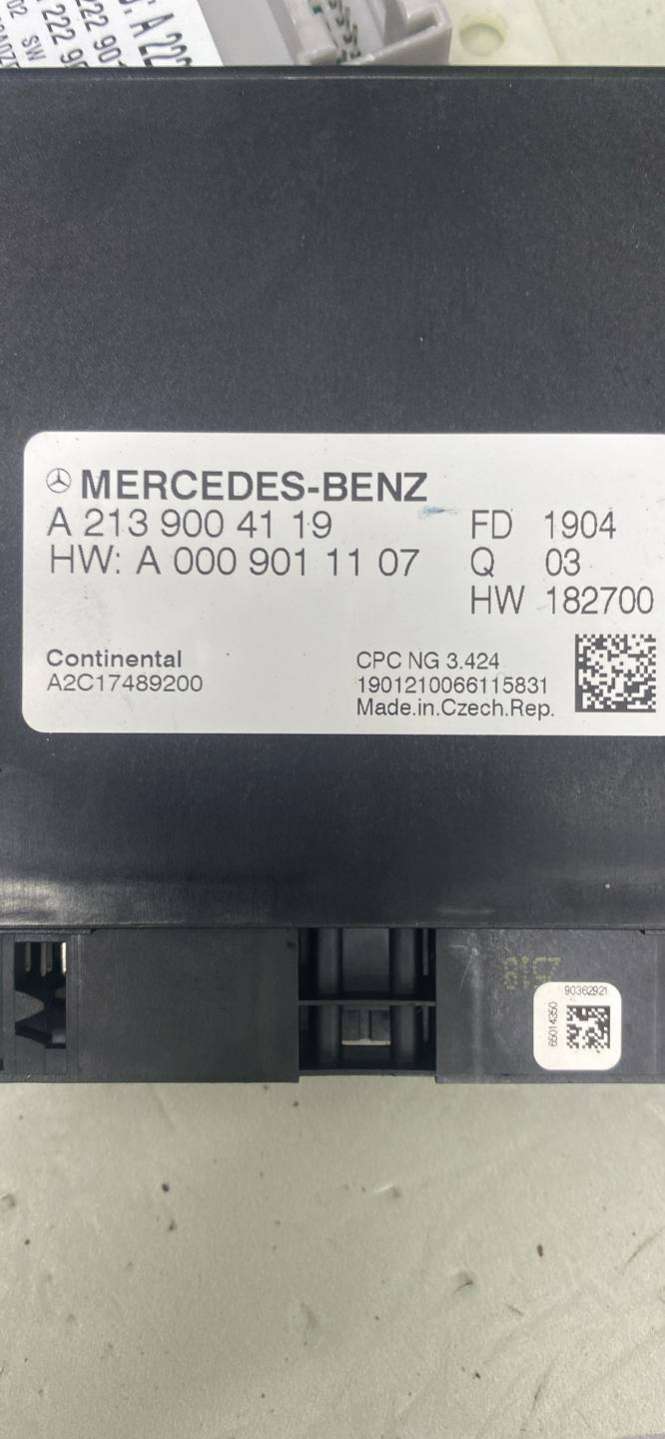 MERCEDES-BENZ
A 213 900 41 19
HW: A 000 901 11 07
FD 1904
Q 03
HW 182700
Continental
A2C17489200
CPC NG 3.424
1901210066115831
Made.in.Czech.Rep.
90362921
65014350